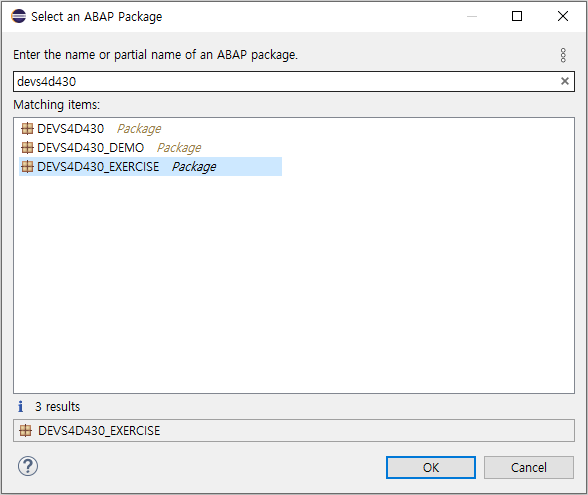 Select an ABAP Package
Enter the name or partial name of an ABAP package.
devs4d430
Matching items:
DEVS4D430 Package
DEVS4D430_DEMO Package
DEVS4D430_EXERCISE Package
i 3 results
DEVS4D430_EXERCISE
? OK Cancel